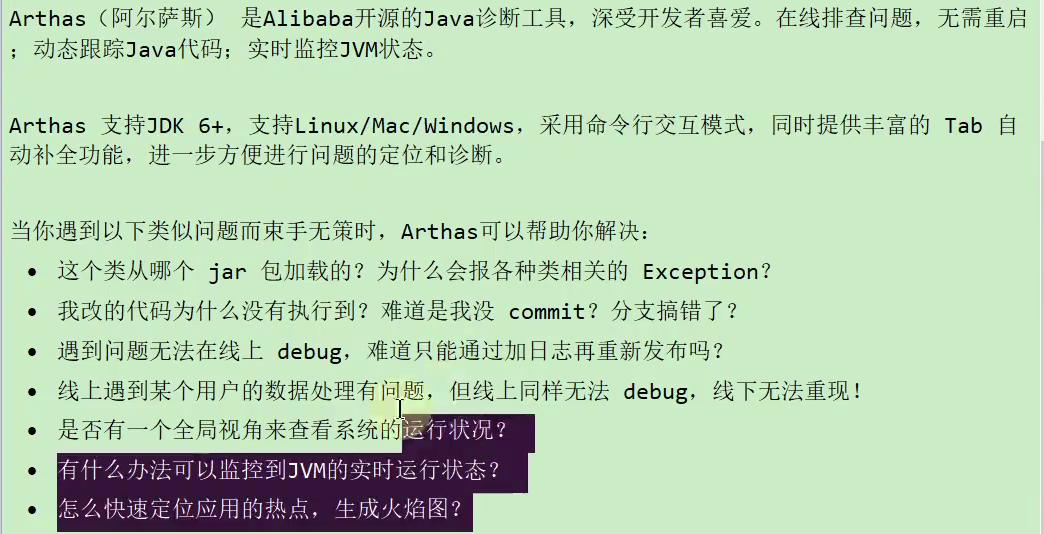 Arthas（阿尔萨斯） 是Alibaba开源的Java诊断工具，深受开发者喜爱。在线排查问题，无需重启
；动态跟踪Java代码；实时监控JVM状态。
Arthas 支持JDK 6+，支持Linux/Mac/Windows，采用命令行交互模式，同时提供丰富的 Tab 自
动补全功能，进一步方便进行问题的定位和诊断。
当你遇到以下类似问题而束手无策时，Arthas可以帮助你解决：
• 这个类从哪个 jar 包加载的？为什么会报各种类相关的 Exception？
• 我改的代码为什么没有执行到？难道是我没 commit？分支搞错了？
• 遇到问题无法在线上 debug，难道只能通过加日志再重新发布吗？
• 线上遇到某个用户的数据处理有问题，但线上同样无法 debug，线下无法重现！
• 是否有一个全局视角来查看系统的运行状况？
• 有什么办法可以监控到JVM的实时运行状态？
• 怎么快速定位应用的热点，生成火焰图？